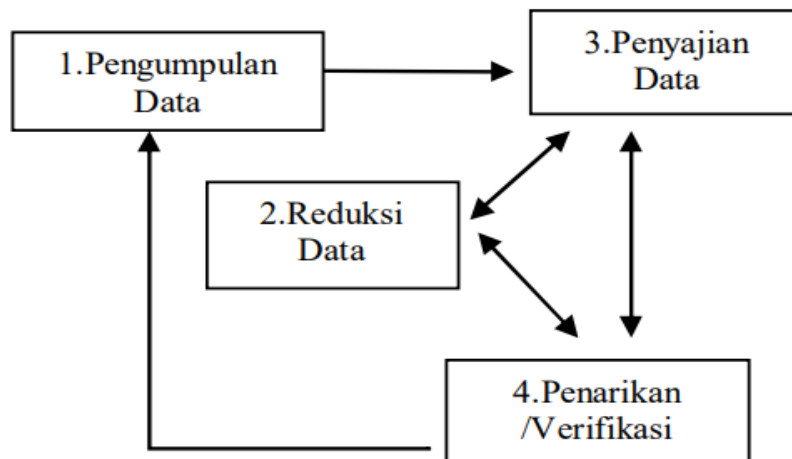 1.Pengumpulan
Data
3.Penyajian
Data
2.Reduksi
Data
4.Penarikan
/Verifikasi